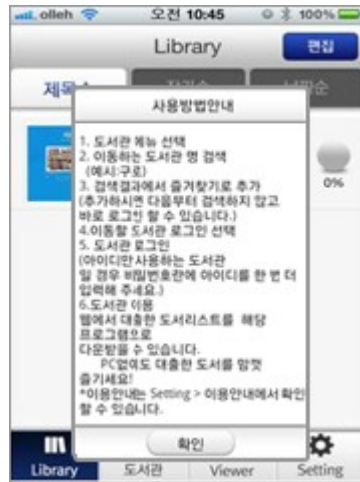 olleh 오전 10:45 100%
Library 편집
사용방법안내
1. 도서관 메뉴 선택
2. 이동하는 도서관 명 검색
(예시:구로)
3. 검색결과에서 즐겨찾기로 추가
(추가하시면 다음부터 검색하지 않고
바로 로그인 할 수 있습니다.)
4.이동할 도서관 로그인 선택
5. 도서관 로그인
(아이디만 사용하는 도서관
일 경우 비밀번호란에 아이디를 한 번 더
입력해 주세요.)
6.도서관 이용
웹에서 대출한 도서리스트를 해당
프로그램으로
다운받을 수 있습니다.
PC없이도 대출한 도서를 맘껏
즐기세요!
*이용안내는 Setting > 이용안내에서 확인
할 수 있습니다.
0%
확인
Library 도서관 Viewer Setting